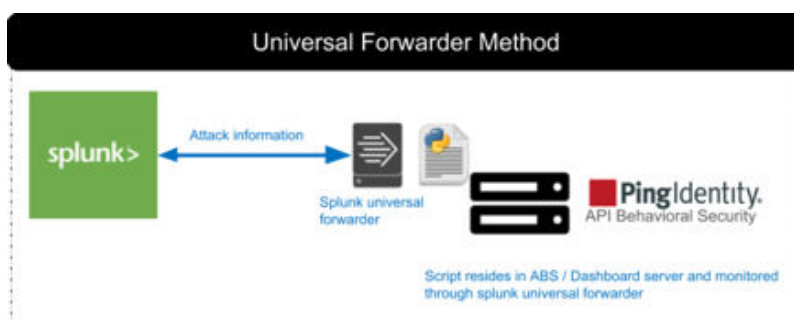 Universal Forwarder Method
splunk>
Attack information
Splunk universal
forwarder
PingIdentity.
API Behavioral Security
Script resides in ABS / Dashboard server and monitored
through splunk universal forwarder